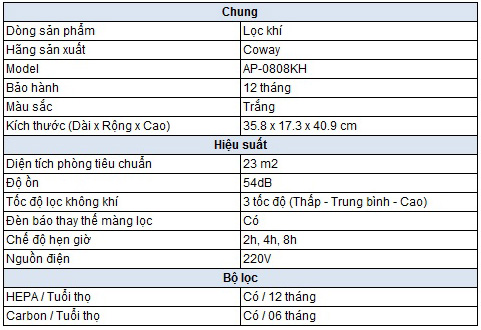 Chung
Dòng sản phẩm Lọc khí
Hãng sản xuất Coway
Model AP-0808KH
Bảo hành 12 tháng
Màu sắc Trắng
Kích thước (Dài x Rộng x Cao) 35.8 x 17.3 x 40.9 cm
Hiệu suất
Diện tích phòng tiêu chuẩn 23 m2
Độ ồn 54dB
Tốc độ lọc không khí 3 tốc độ (Thấp - Trung bình - Cao)
Đèn báo thay thế màng lọc Có
Chế độ hẹn giờ 2h, 4h, 8h
Nguồn điện 220V
Bộ lọc
HEPA / Tuổi thọ Có / 12 tháng
Carbon / Tuổi thọ Có / 06 tháng